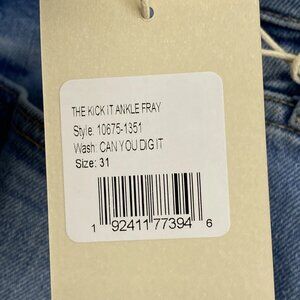 THE KICK IT ANKLE FRAY
Style: 10675-1351
Wash: CAN YOU DIG IT
Size: 31
1 92411 77394 6